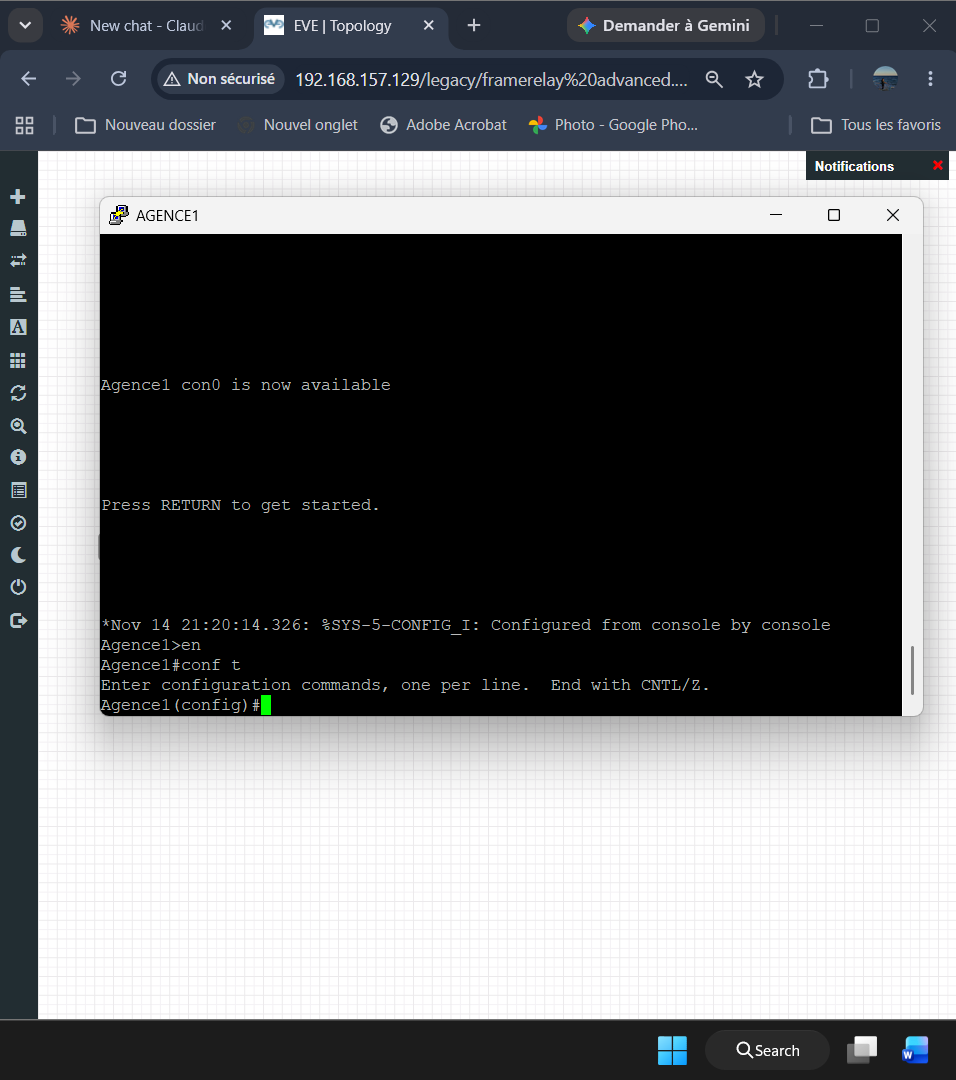 New chat - Claud
EVE | Topology
Demander à Gemini
Non sécurisé
192.168.157.129/legacy/framerelay%20advanced....
Nouveau dossier
Nouvel onglet
Adobe Acrobat
Photo - Google Pho...
Tous les favoris
Notifications
AGENCE1
Agence1 con0 is now available
Press RETURN to get started.
*Nov 14 21:20:14.326: %SYS-5-CONFIG_I: Configured from console by console
Agence1>en
Agence1#conf t
Enter configuration commands, one per line.  End with CNTL/Z.
Agence1(config)#
Search